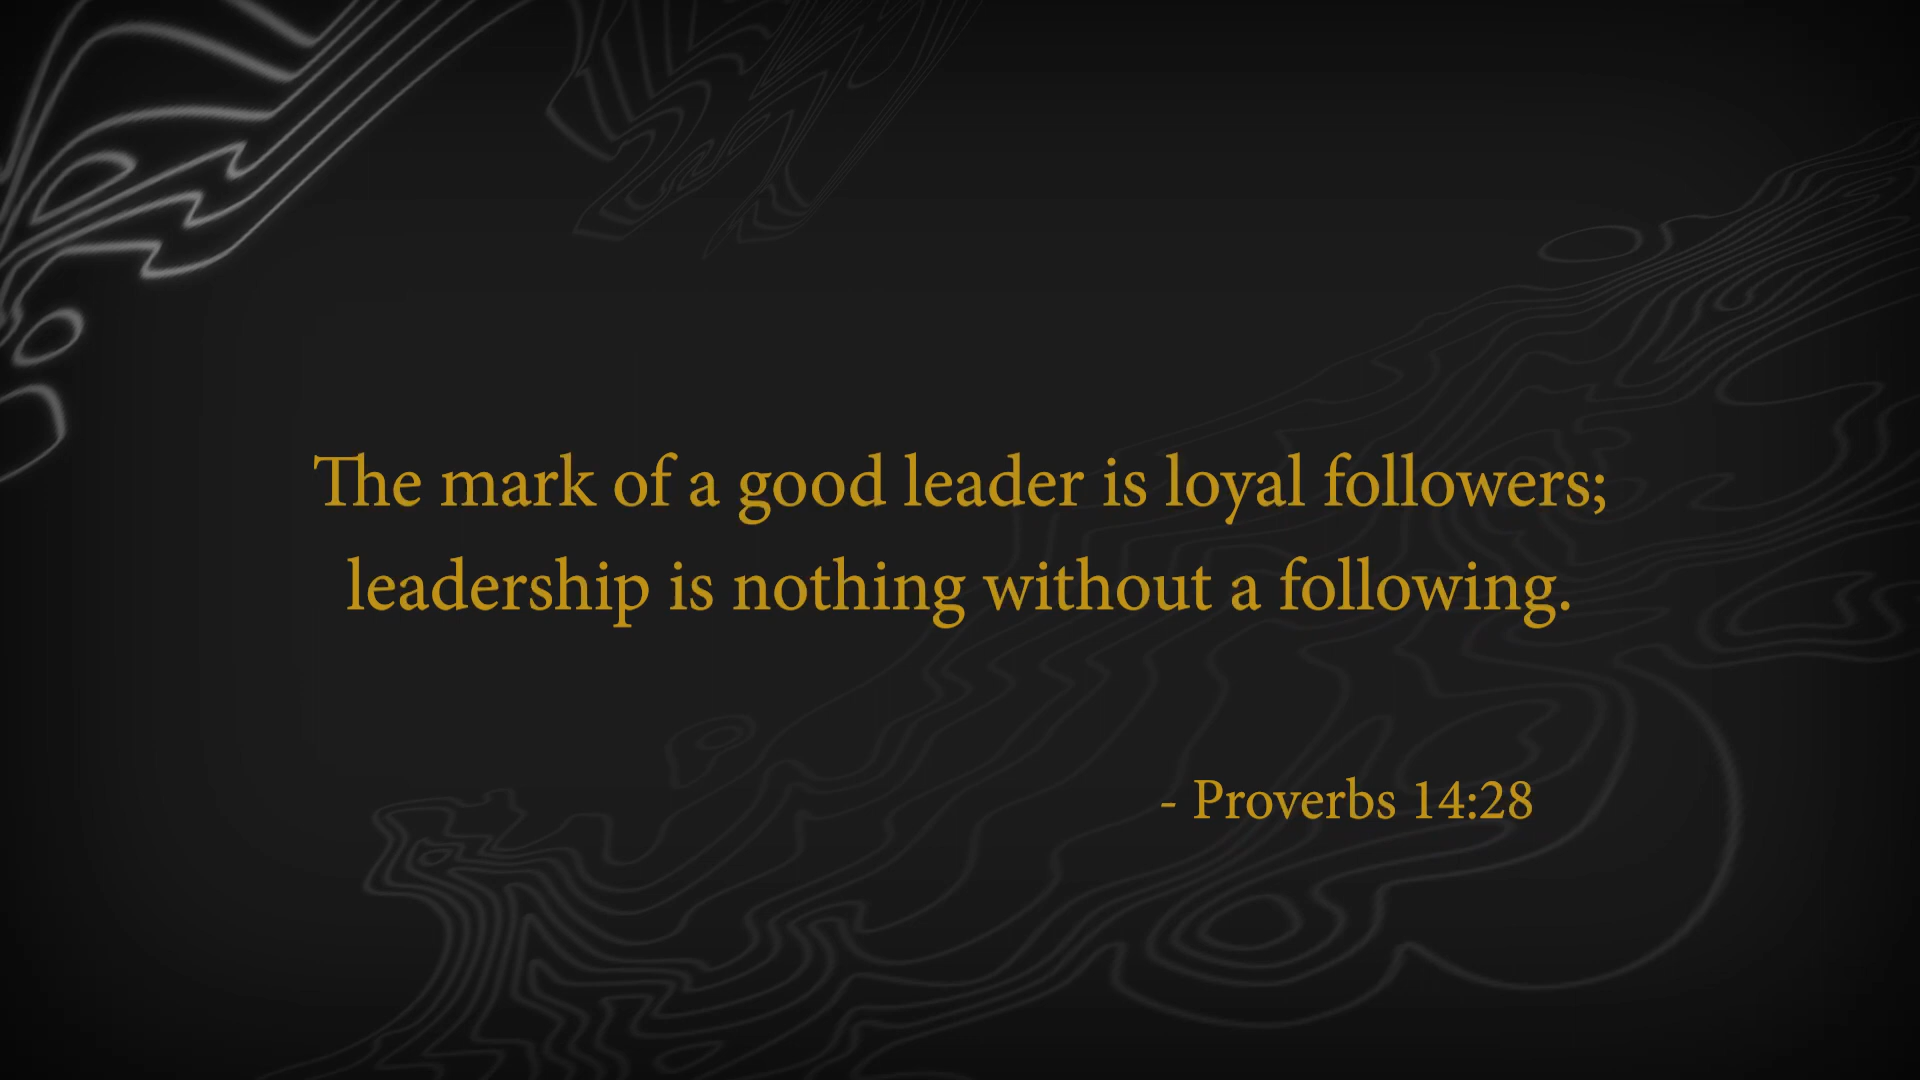 The mark of a good leader is loyal followers;
leadership is nothing without a following.
- Proverbs 14:28